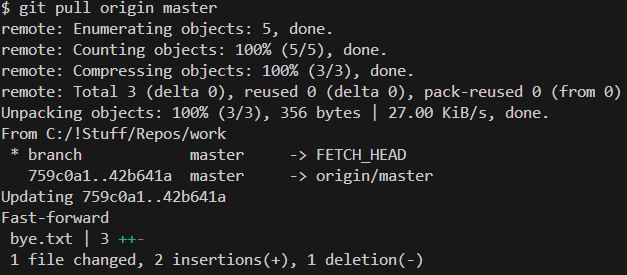 $ git pull origin master
remote: Enumerating objects: 5, done.
remote: Counting objects: 100% (5/5), done.
remote: Compressing objects: 100% (3/3), done.
remote: Total 3 (delta 0), reused 0 (delta 0), pack-reused 0 (from 0)
Unpacking objects: 100% (3/3), 356 bytes | 27.00 KiB/s, done.
From C:/!Stuff/Repos/work
 * branch            master     -> FETCH_HEAD
   759c0a1..42b641a  master     -> origin/master
Updating 759c0a1..42b641a
Fast-forward
 bye.txt | 3 ++-
 1 file changed, 2 insertions(+), 1 deletion(-)